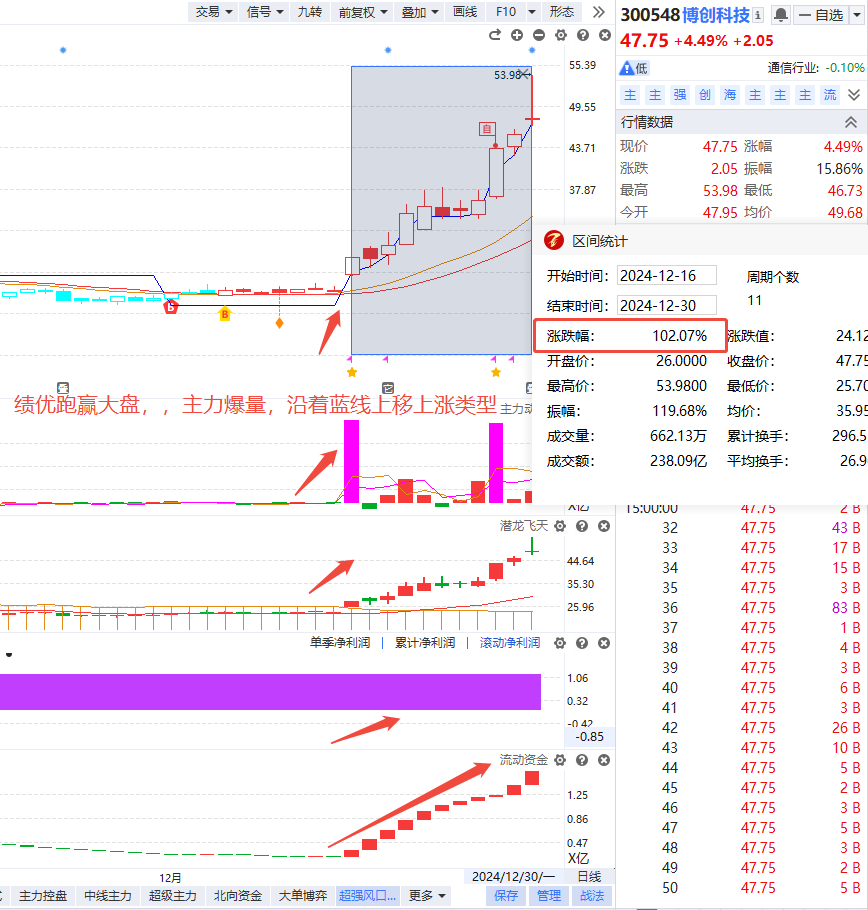 交易 信号 九转 前复权 叠加 画线 F10 形态
300548 博创科技 自选
47.75 +4.49% +2.05
低 通信行业: -0.10%
主 主 强 创 海 主 主 主 流
行情数据
现价 47.75 涨幅 4.49%
涨跌 2.05 振幅 15.86%
最高 53.98 最低 46.73
今开 47.95 均价 49.68
55.39
53.98
49.55
43.71
37.87
自
B
区间统计
开始时间: 2024-12-16 周期个数
结束时间: 2024-12-30 11
涨跌幅: 102.07% 涨跌值: 24.12
开盘价: 26.0000 收盘价: 47.75
最高价: 53.9800 最低价: 25.70
振幅: 119.68% 均价: 35.95
成交量: 662.13万 累计换手: 296.5
成交额: 238.09亿 平均换手: 26.9
绩优跑赢大盘，，主力爆量，沿着蓝线上移上涨类型
主力动
X亿
潜龙飞天
44.64
35.30
25.96
单季净利润 累计净利润 滚动净利润
1.06
0.32
-0.42
-0.85
流动资金
1.25
0.86
0.47
X亿
12月 2024/12/30/一 日线
主力控盘 中线主力 超级主力 北向资金 大单博弈 超强风口... 更多 保存 管理 战法
15:00:00 47.75 2 B
32 47.75 43 B
33 47.75 17 B
34 47.75 15 B
35 47.75 3 B
36 47.75 83 B
37 47.75 1 B
38 47.75 4 B
39 47.75 3 B
40 47.75 6 B
41 47.75 3 B
42 47.75 26 B
43 47.75 10 B
44 47.75 5 B
45 47.75 2 B
46 47.75 3 B
47 47.75 5 B
48 47.75 3 B
49 47.75 2 B
50 47.75 5 B